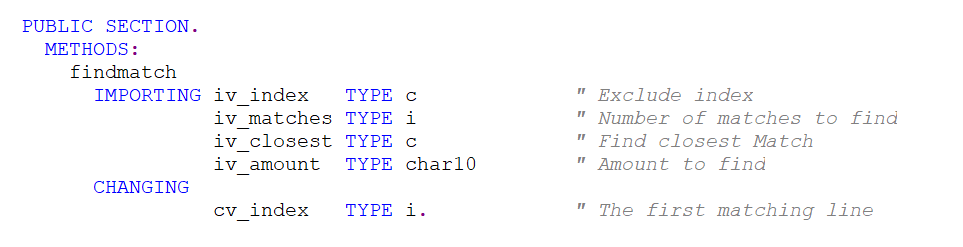 PUBLIC SECTION.
METHODS:
findmatch
IMPORTING iv_index TYPE c " Exclude index
iv_matches TYPE i " Number of matches to find
iv_closest TYPE c " Find closest Match
iv_amount TYPE char10 " Amount to find
CHANGING
cv_index TYPE i. " The first matching line